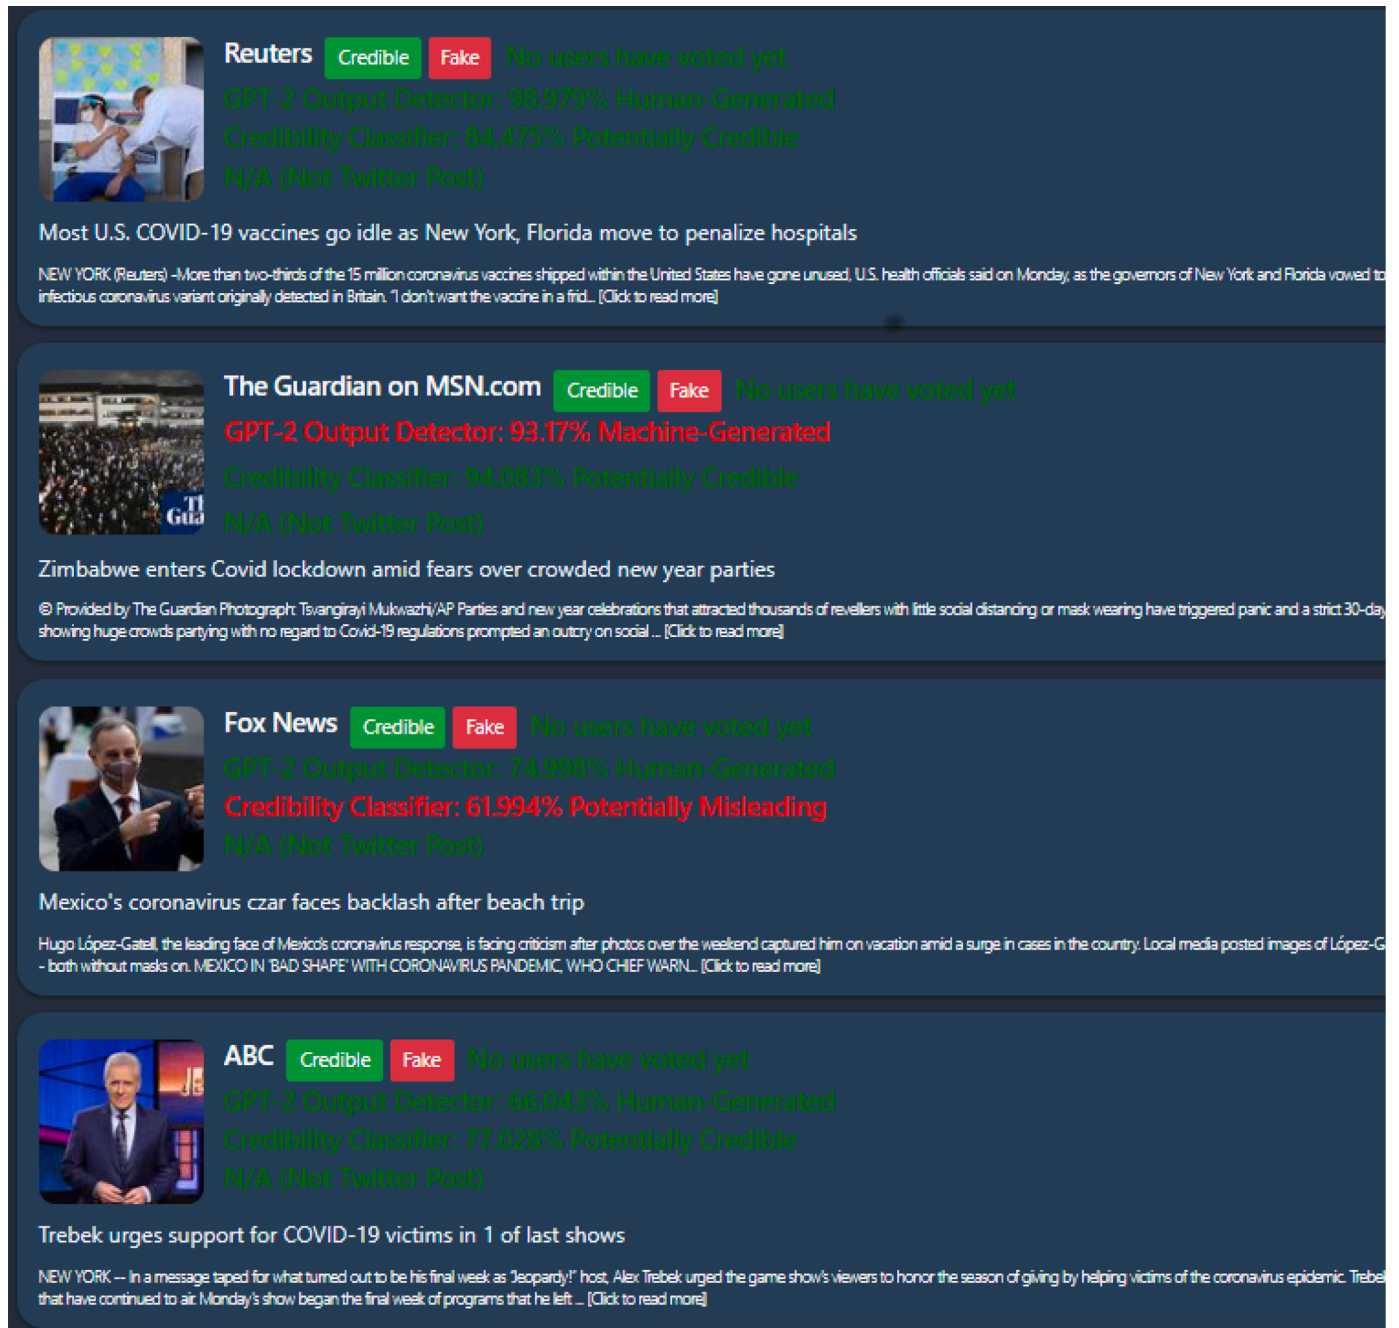 Reuters Credible Fake No users have voted yet
GPT-2 Output Detector: 98.979% Human-Generated
Credibility Classifier: 84.475% Potentially Credible
N/A (Not Twitter Post)
Most U.S. COVID-19 vaccines go idle as New York, Florida move to penalize hospitals
NEW YORK (Reuters) -More than two-thirds of the 15 million coronavirus vaccines shipped within the United States have gone unused, U.S. health officials said on Monday, as the governors of New York and Florida vowed to
infectious coronavirus variant originally detected in Britain. "I don't want the vaccine in a frid... [Click to read more]
The Guardian on MSN.com Credible Fake No users have voted yet
GPT-2 Output Detector: 93.17% Machine-Generated
Credibility Classifier: 94.083% Potentially Credible
N/A (Not Twitter Post)
Th
Gua
Zimbabwe enters Covid lockdown amid fears over crowded new year parties
© Provided by The Guardian Photograph: Tsvangirayi Mukwazhi/AP Parties and new year celebrations that attracted thousands of revellers with little social distancing or mask wearing have triggered panic and a strict 30-day
showing huge crowds partying with no regard to Covid-19 regulations prompted an outcry on social ... [Click to read more]
Fox News Credible Fake No users have voted yet
GPT-2 Output Detector: 74.998% Human-Generated
Credibility Classifier: 61.994% Potentially Misleading
N/A (Not Twitter Post)
Mexico's coronavirus czar faces backlash after beach trip
Hugo López-Gatell, the leading face of Mexico's coronavirus response, is facing criticism after photos over the weekend captured him on vacation amid a surge in cases in the country. Local media posted images of López-G
- both without masks on. MEXICO IN 'BAD SHAPE' WITH CORONAVIRUS PANDEMIC, WHO CHIEF WARN... [Click to read more]
ABC Credible Fake No users have voted yet
GPT-2 Output Detector: 66.043% Human-Generated
Credibility Classifier: 77.028% Potentially Credible
N/A (Not Twitter Post)
JE
Trebek urges support for COVID-19 victims in 1 of last shows
NEW YORK -- In a message taped for what turned out to be his final week as "Jeopardy!" host, Alex Trebek urged the game show's viewers to honor the season of giving by helping victims of the coronavirus epidemic. Trebek
that have continued to air. Monday's show began the final week of programs that he left ... [Click to read more]